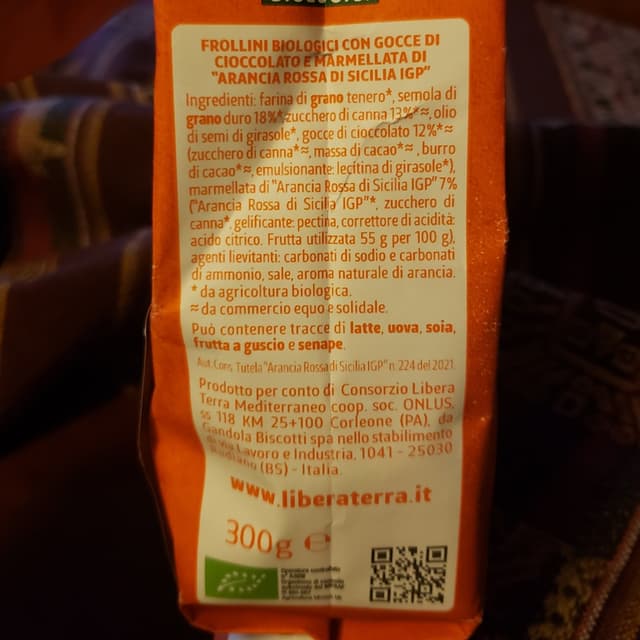 FROLLINI BIOLOGICI CON GOCCE DI
CIOCCOLATO E MARMELLATA DI
"ARANCIA ROSSA DI SICILIA IGP"
Ingredienti: farina di grano tenero*, semola di
grano duro 18%*, zucchero di canna 13%*≈, olio
di semi di girasole*, gocce di cioccolato 12%*≈
(zucchero di canna*≈, massa di cacao*≈, burro
di cacao*≈, emulsionante: lecitina di girasole*),
marmellata di "Arancia Rossa di Sicilia IGP" 7%
("Arancia Rossa di Sicilia IGP"*, zucchero di
canna*, gelificante: pectina, correttore di acidità:
acido citrico. Frutta utilizzata 55 g per 100 g),
agenti lievitanti: carbonati di sodio e carbonati
di ammonio, sale, aroma naturale di arancia.
* da agricoltura biologica.
≈ da commercio equo e solidale.
Può contenere tracce di latte, uova, soia,
frutta a guscio e senape.
Aut. Cons. Tutela "Arancia Rossa di Sicilia IGP" n. 224 del 2021
Prodotto per conto di Consorzio Libera
Terra Mediterraneo coop. soc. ONLUS,
ss 118 KM 25+100 Corleone (PA), da
Gandola Biscotti spa nello stabilimento
di via Lavoro e Industria, 1041 - 25030
Rudiano (BS) - Italia.
www.liberaterra.it
300g e
Operatore controllato